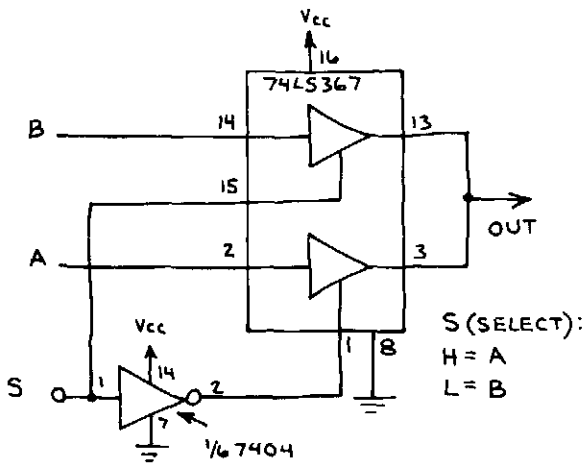 Vcc
16
74LS367
B 14 13
15
OUT
A 2 3
Vcc
S (SELECT):
1 8
H = A
14
L = B
S 1 2
7
1/6 7404